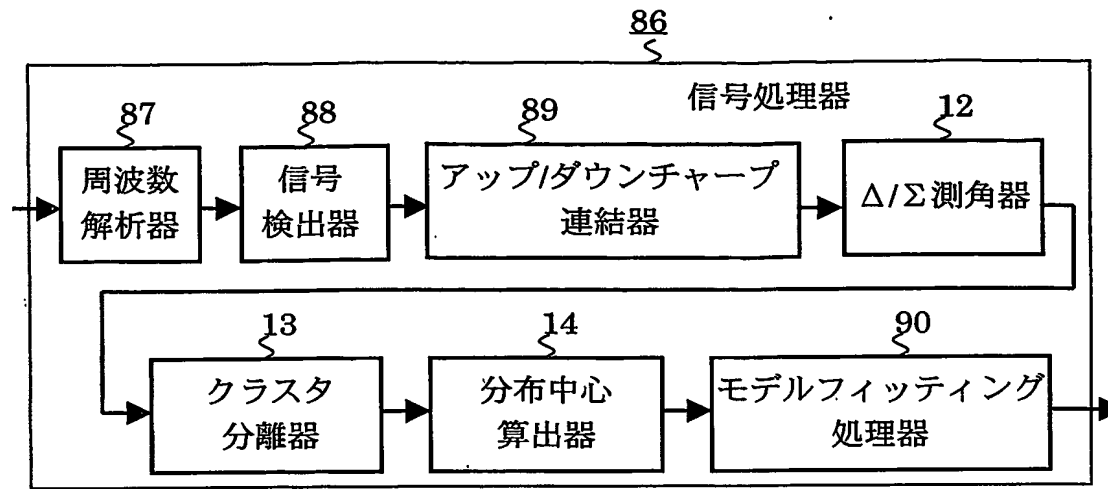 86
信号処理器
87
周波数
解析器
88
信号
検出器
89
アップ/ダウンチャープ
連結器
12
Δ/Σ測角器
13
クラスタ
分離器
14
分布中心
算出器
90
モデルフィッティング
処理器